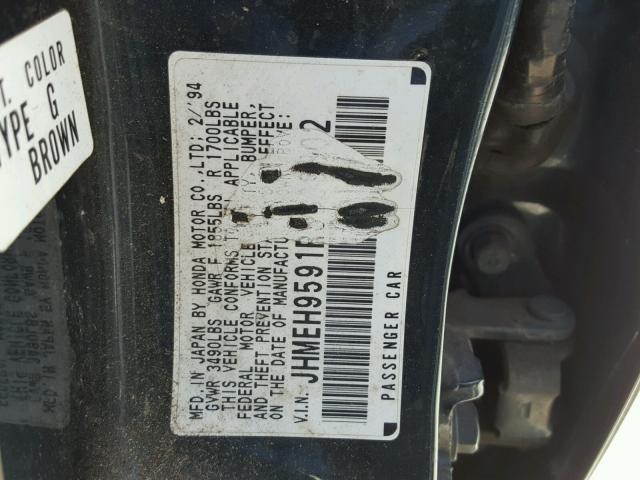 T. COLOR
TYPE G
BROWN
MFD. IN JAPAN BY HONDA MOTOR CO., LTD: 2/'94
GVWR 3490LBS GAWR F 1855LBS R 1700LBS
THIS VEHICLE CONFORMS TO APPLICABLE
FEDERAL MOTOR VEHICLE BUMPER,
AND THEFT PREVENTION ST EFFECT
ON THE DATE OF MANUFACTU ABOVE:
V.I.N. JHMEH9591 2
PASSENGER CAR